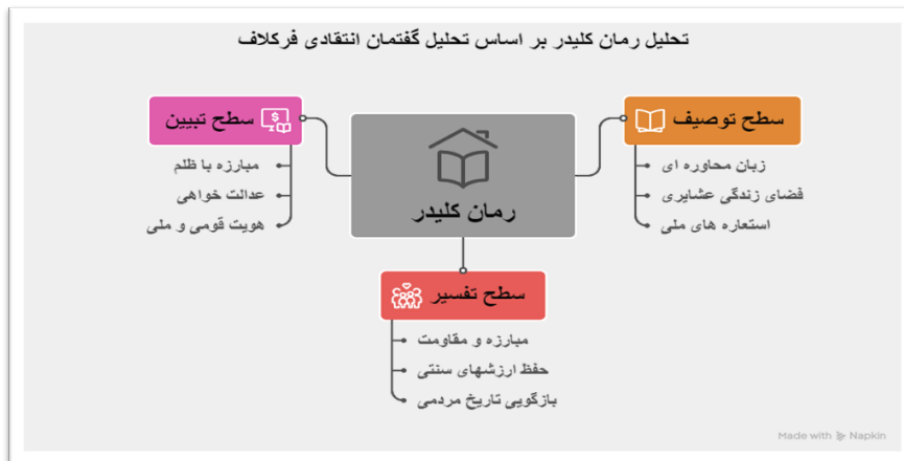 تحلیل رمان کلیدر بر اساس تحلیل گفتمان انتقادی فرکلاف
سطح توصیف
زبان محاوره ای
فضای زندگی عشایری
استعاره های ملی
رمان کلیدر
سطح تبیین
مبارزه با ظلم
عدالت خواهی
هویت قومی و ملی
سطح تفسیر
مبارزه و مقاومت
حفظ ارزشهای سنتی
بازگویی تاریخ مردمی
Made with Napkin